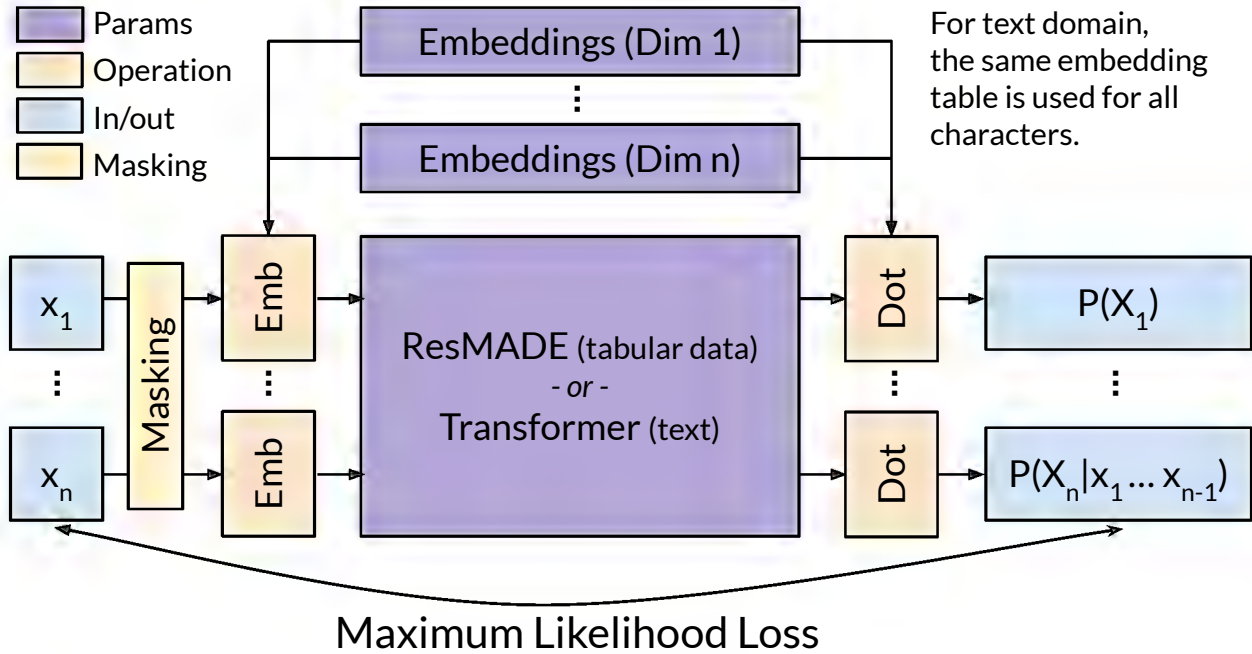 Params
Operation
In/out
Masking
Embeddings (Dim 1)
⋮
Embeddings (Dim n)
For text domain,
the same embedding
table is used for all
characters.
x₁
⋮
xₙ
Masking
Emb
⋮
Emb
ResMADE (tabular data)
- or -
Transformer (text)
Dot
⋮
Dot
P(X₁)
⋮
P(Xₙ|x₁ ... xₙ₋₁)
Maximum Likelihood Loss